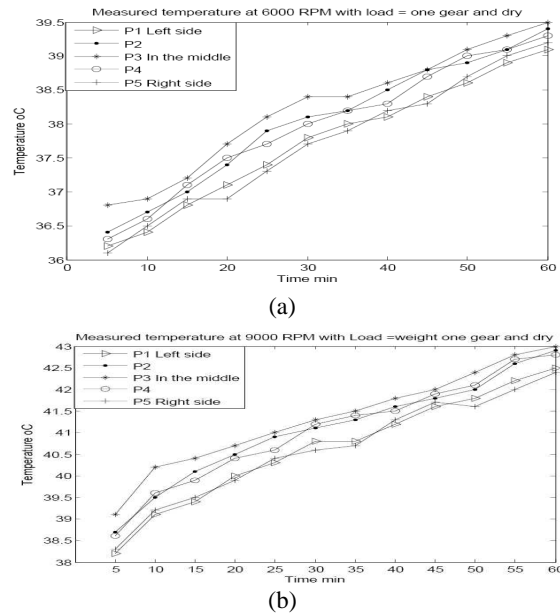 Measured temperature at 6000 RPM with load = one gear and dry
39.5
39
38.5
38
37.5
37
36.5
36
Temperature oC
P1 Left side
P2
P3 In the middle
P4
P5 Right side
0 10 20 30 40 50 60
Time min
(a)
Measured temperature at 9000 RPM with Load =weight one gear and dry
43
42.5
42
41.5
41
40.5
40
39.5
39
38.5
38
Temperature oC
P1 Left side
P2
P3 In the middle
P4
P5 Right side
5 10 15 20 25 30 35 40 45 50 55 60
Time min
(b)